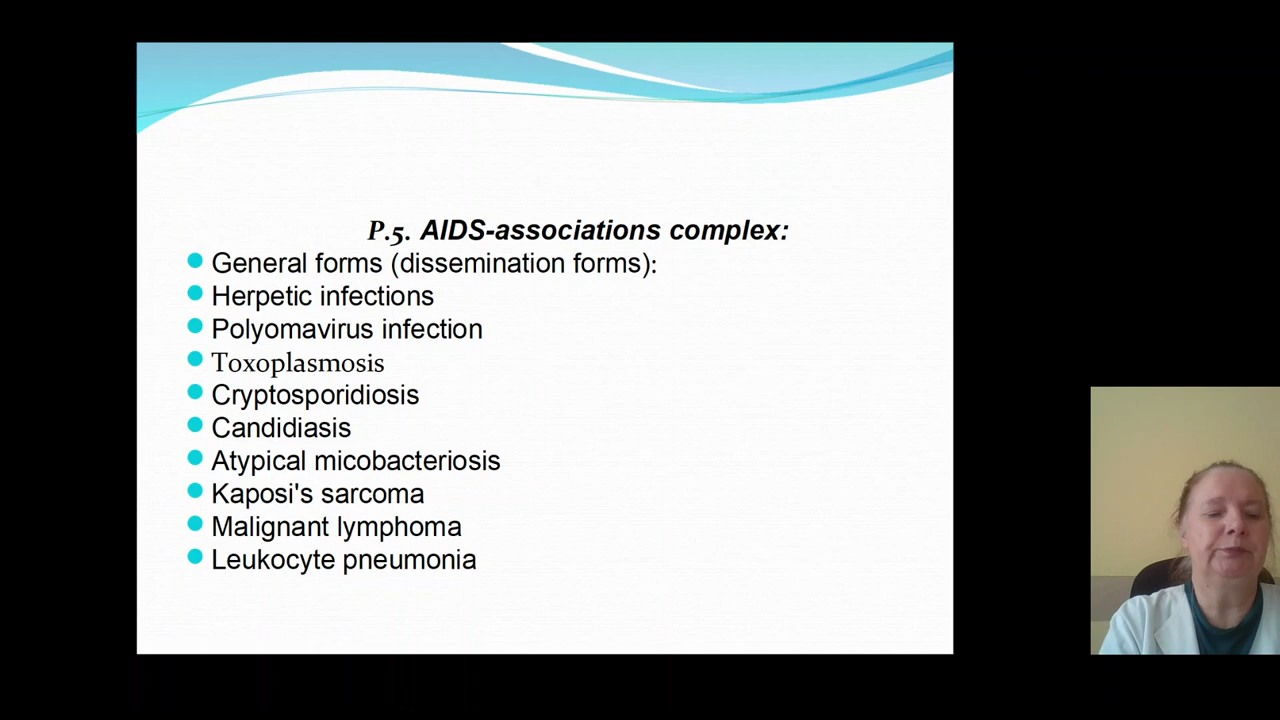 P.5. AIDS-associations complex:
General forms (dissemination forms):
Herpetic infections
Polyomavirus infection
Toxoplasmosis
Cryptosporidiosis
Candidiasis
Atypical micobacteriosis
Kaposi's sarcoma
Malignant lymphoma
Leukocyte pneumonia